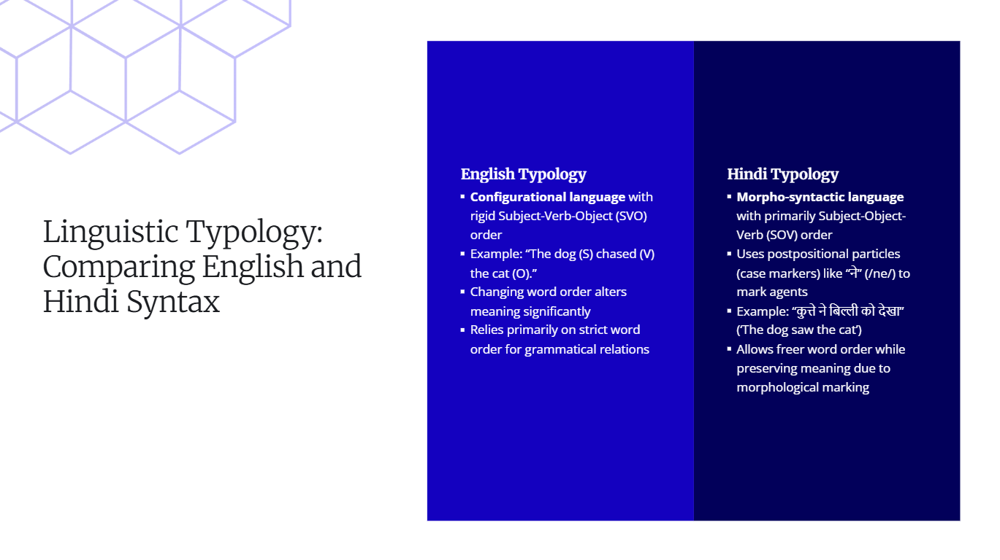 Linguistic Typology:
Comparing English and
Hindi Syntax
English Typology
▪ Configurational language with
rigid Subject-Verb-Object (SVO)
order
▪ Example: “The dog (S) chased (V)
the cat (O).”
▪ Changing word order alters
meaning significantly
▪ Relies primarily on strict word
order for grammatical relations
Hindi Typology
▪ Morpho-syntactic language
with primarily Subject-Object-
Verb (SOV) order
▪ Uses postpositional particles
(case markers) like “ने” (/ne/) to
mark agents
▪ Example: “कुत्ते ने बिल्ली को देखा”
(‘The dog saw the cat’)
▪ Allows freer word order while
preserving meaning due to
morphological marking